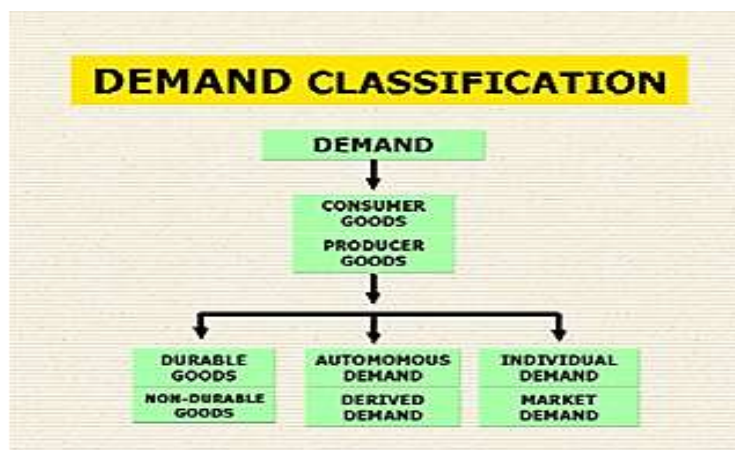 DEMAND CLASSIFICATION
DEMAND
CONSUMER
GOODS
PRODUCER
GOODS
DURABLE
GOODS
NON-DURABLE
GOODS
AUTOMOMOUS
DEMAND
DERIVED
DEMAND
INDIVIDUAL
DEMAND
MARKET
DEMAND